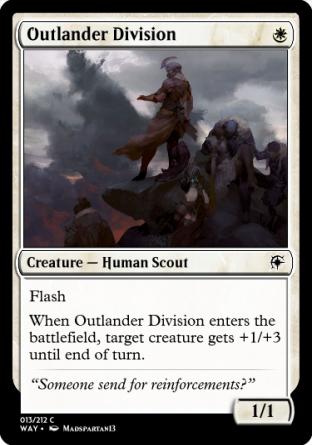 Outlander Division
Creature — Human Scout
Flash
When Outlander Division enters the
battlefield, target creature gets +1/+3
until end of turn.
“Someone send for reinforcements?”
1/1
013/212 C
WAY • Madspartan13